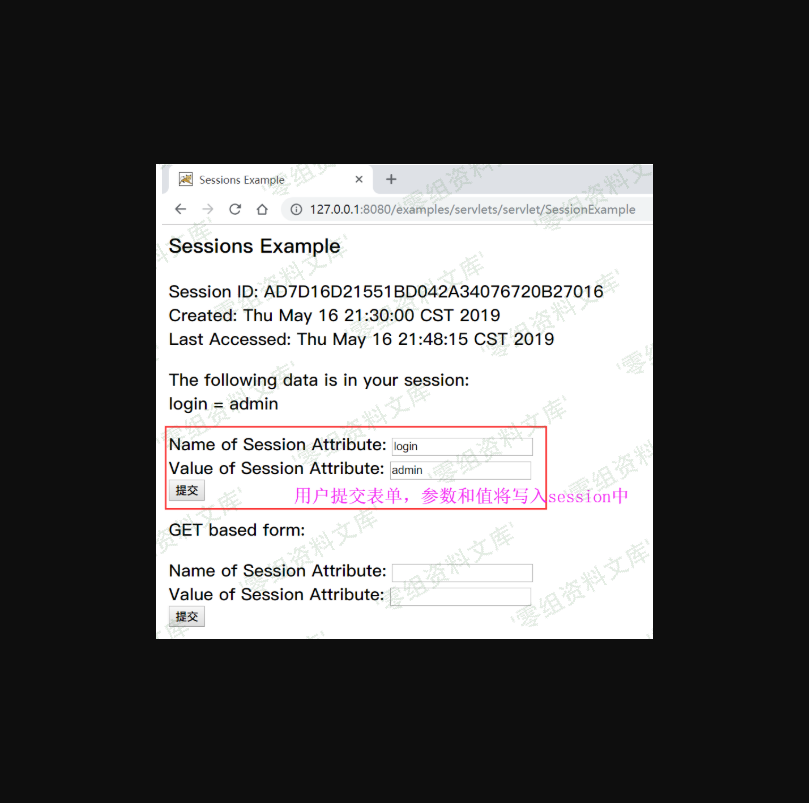 Sessions Example
127.0.0.1:8080/examples/servlets/servlet/SessionExample
Sessions Example
Session ID: AD7D16D21551BD042A34076720B27016
Created: Thu May 16 21:30:00 CST 2019
Last Accessed: Thu May 16 21:48:15 CST 2019
The following data is in your session:
login = admin
Name of Session Attribute: login
Value of Session Attribute: admin
提交
用户提交表单，参数和值将写入session中
GET based form:
Name of Session Attribute:
Value of Session Attribute:
提交
'零组资料文库'